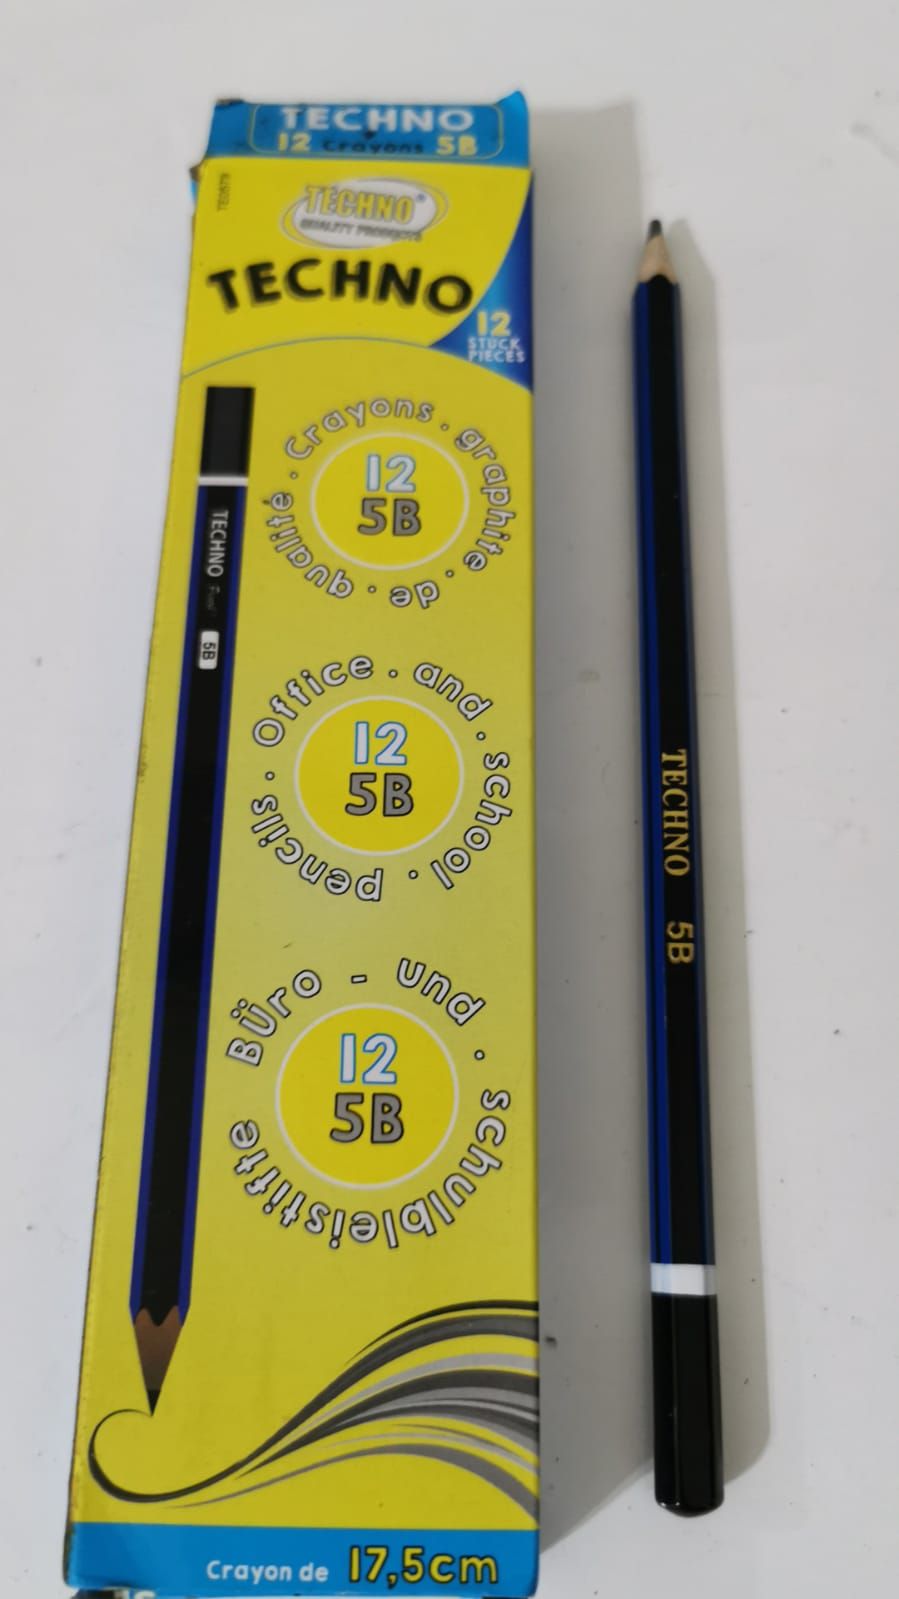 TECHNO
12 Crayons 5B
TE0579
TECHNO®
QUALITY PRODUCTS
TECHNO
12
STÜCK
PIECES
Crayons . graphite . de . qualité .
12
5B
TECHNO
5B
Office . and . school . pencils .
12
5B
Büro - und . schulbleistifte
12
5B
Crayon de 17,5cm
TECHNO 5B